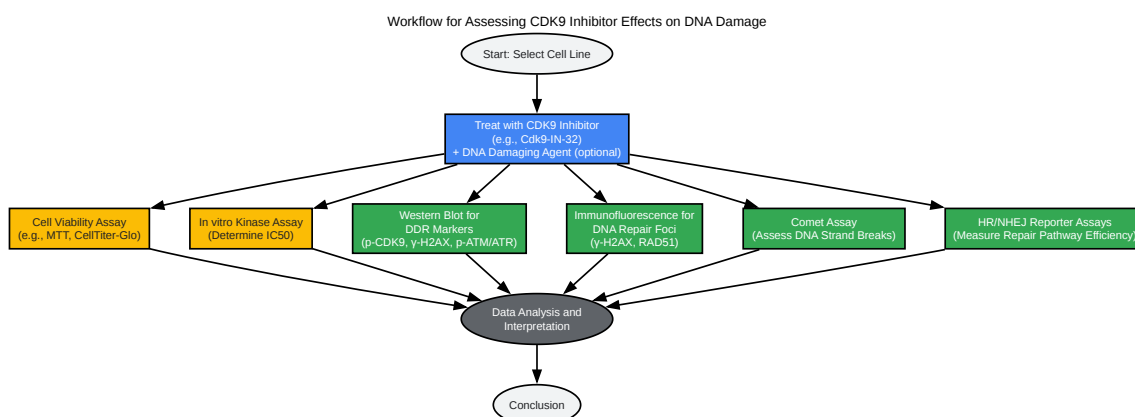 Workflow for Assessing CDK9 Inhibitor Effects on DNA Damage
Start: Select Cell Line
Treat with CDK9 Inhibitor
(e.g., Cdk9-IN-32)
+ DNA Damaging Agent (optional)
Cell Viability Assay
(e.g., MTT, CellTiter-Glo)
In vitro Kinase Assay
(Determine IC50)
Western Blot for
DDR Markers
(p-CDK9, γ-H2AX, p-ATM/ATR)
Immunofluorescence for
DNA Repair Foci
(γ-H2AX, RAD51)
Comet Assay
(Assess DNA Strand Breaks)
HR/NHEJ Reporter Assays
(Measure Repair Pathway Efficiency)
Data Analysis and
Interpretation
Conclusion